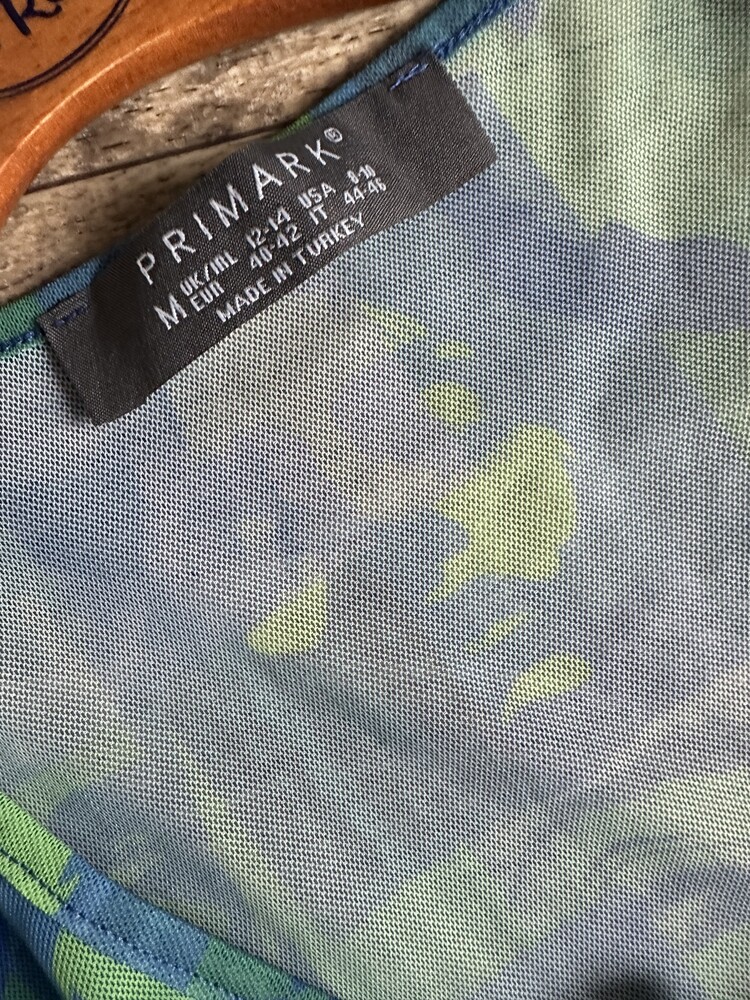 PRIMARK©
M UK/IRL 12-14 USA 8-10
EUR 40-42 IT 44-46
MADE IN TURKEY